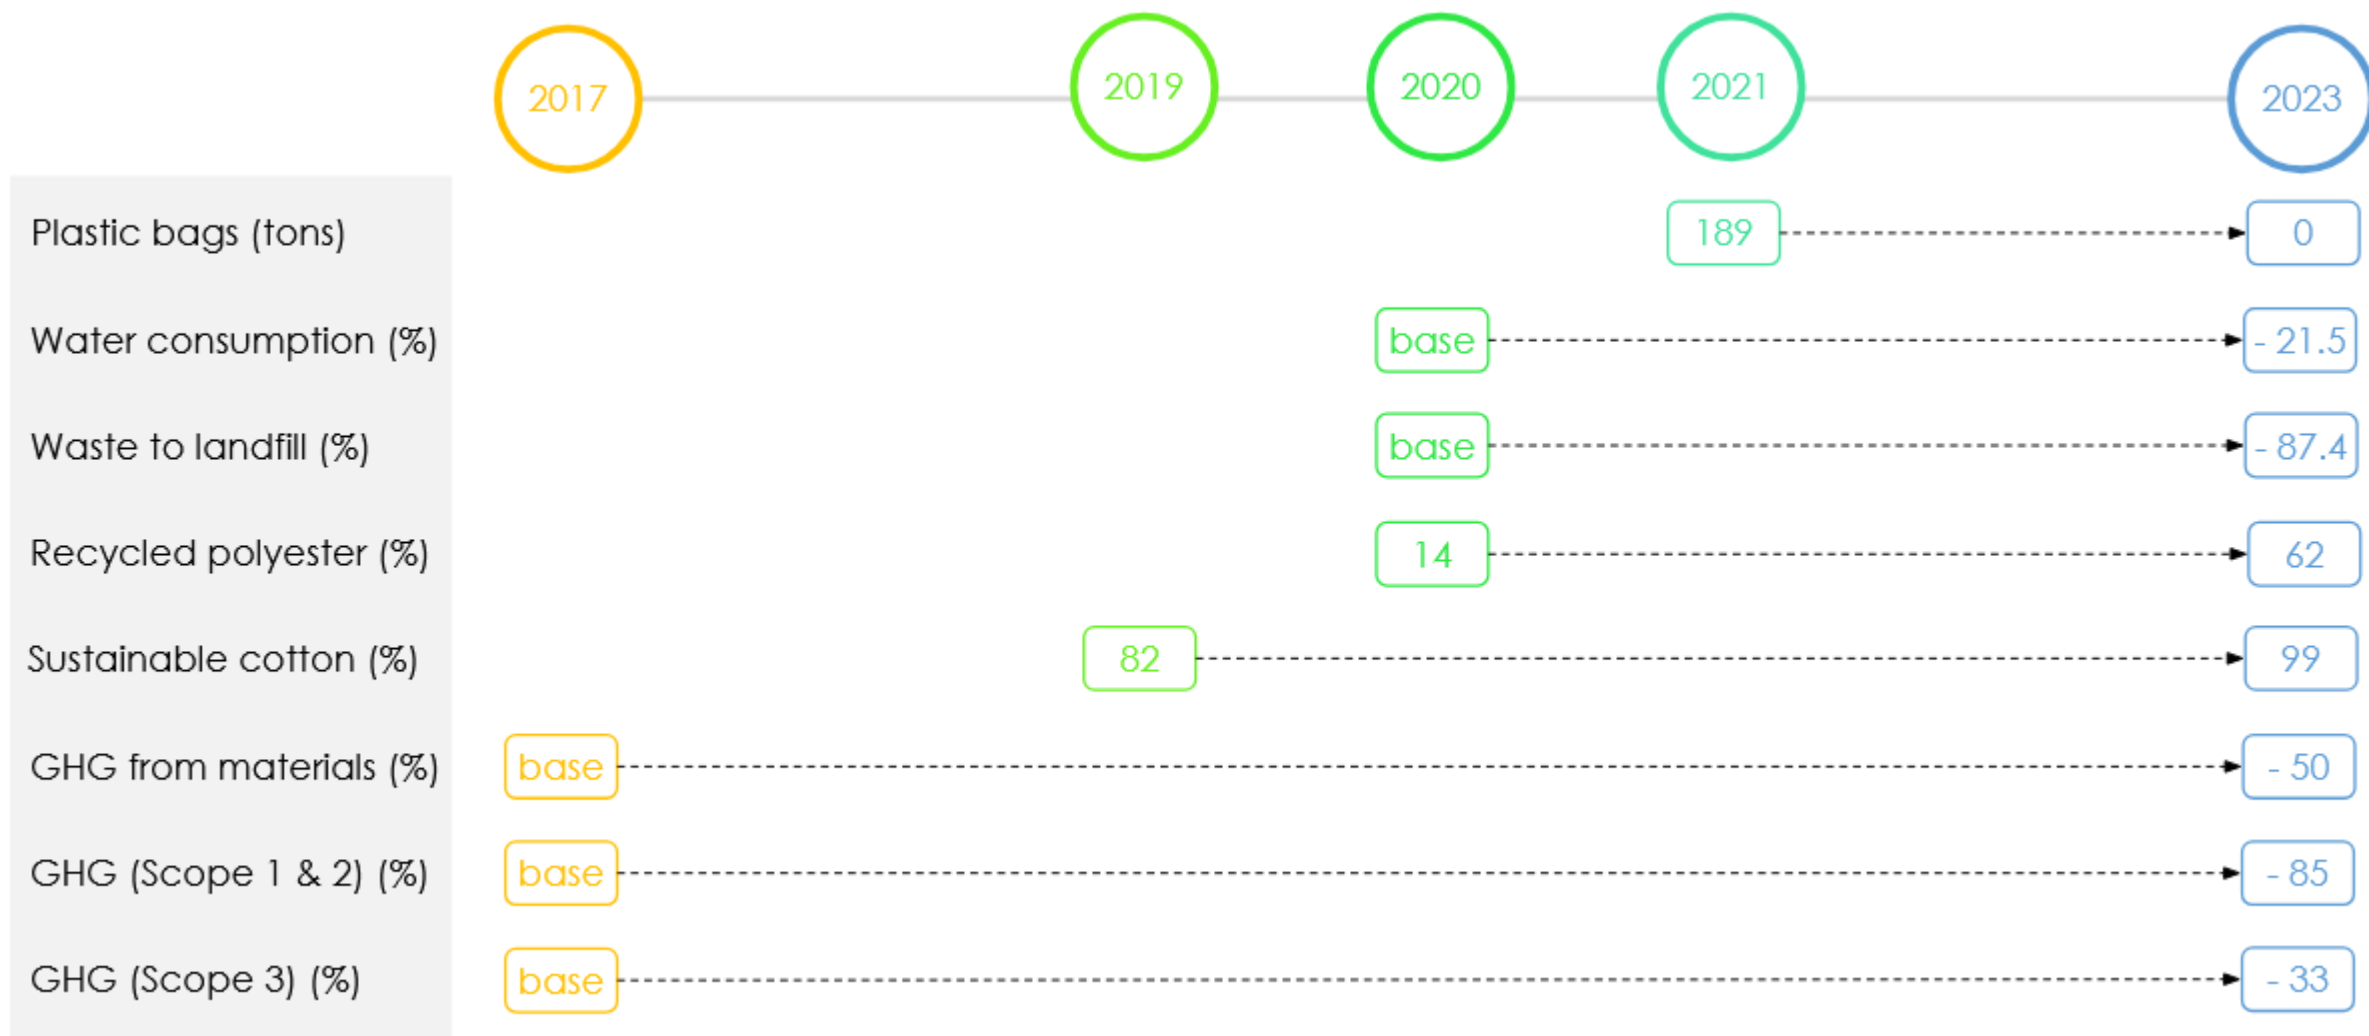 2017 2019 2020 2021 2023
Plastic bags (tons) 189 0
Water consumption (%) base - 21.5
Waste to landfill (%) base - 87.4
Recycled polyester (%) 14 62
Sustainable cotton (%) 82 99
GHG from materials (%) base - 50
GHG (Scope 1 & 2) (%) base - 85
GHG (Scope 3) (%) base - 33